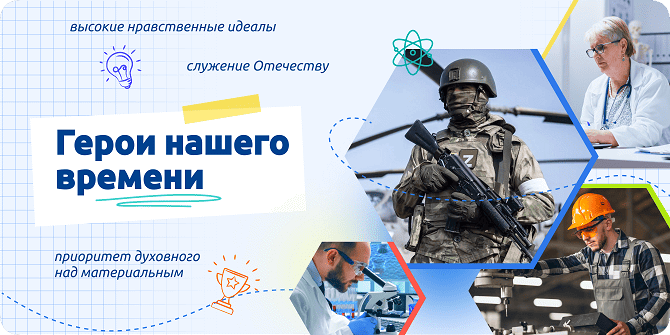 высокие нравственные идеалы
служение Отечеству
Герои нашего
времени
Z
приоритет духовного
над материальным